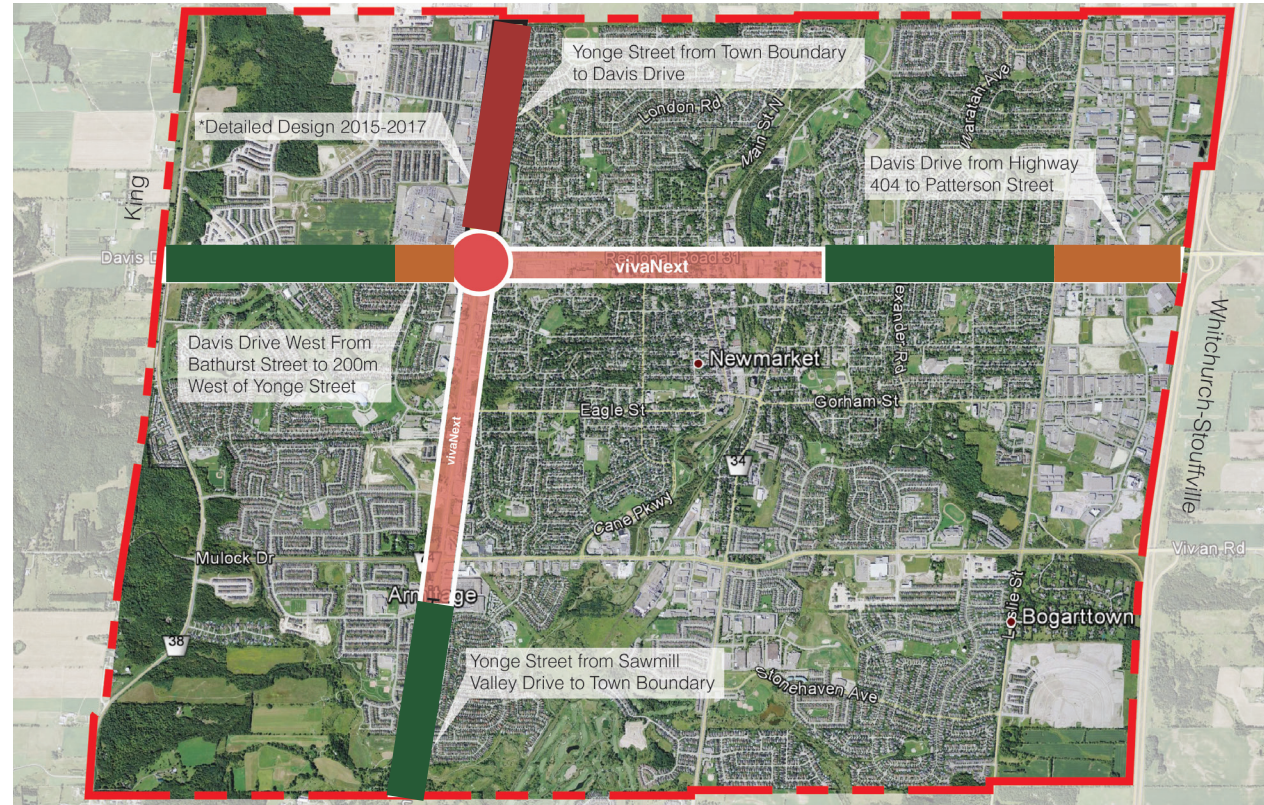 Yonge Street from Town Boundary
to Davis Drive
London Rd
Main St N
*Detailed Design 2015-2017
Davis Drive from Highway
404 to Patterson Street
King
Regional Road 31
vivaNext
Davis Drive West From
Bathurst Street to 200m
West of Yonge Street
Newmarket
Whitchurch-Stouffville
Eagle St
Gorham St
vivaNext
34
Cane Pkwy
Mulock Dr
Vivian Rd
Armitage
38
Leslie St
Bogarttown
Yonge Street from Sawmill
Valley Drive to Town Boundary
Stonehaven Ave